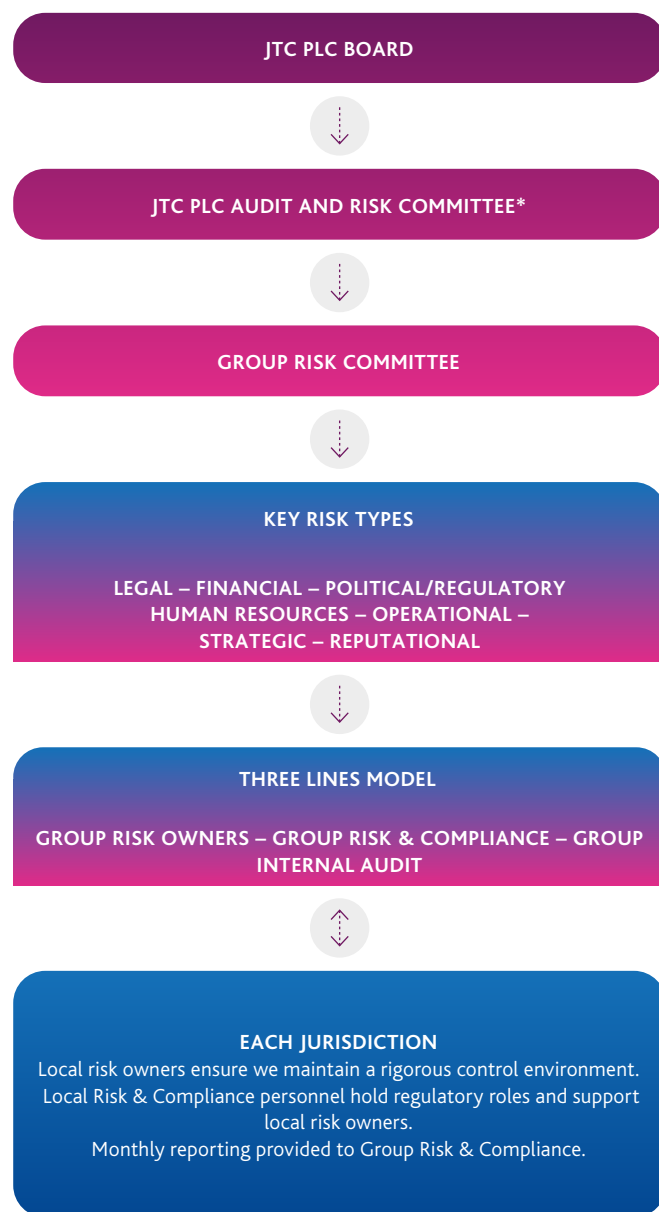 JTC PLC BOARD
JTC PLC AUDIT AND RISK COMMITTEE*
GROUP RISK COMMITTEE
KEY RISK TYPES
LEGAL – FINANCIAL – POLITICAL/REGULATORY
HUMAN RESOURCES – OPERATIONAL –
STRATEGIC – REPUTATIONAL
THREE LINES MODEL
GROUP RISK OWNERS – GROUP RISK & COMPLIANCE – GROUP
INTERNAL AUDIT
EACH JURISDICTION
Local risk owners ensure we maintain a rigorous control environment.
Local Risk & Compliance personnel hold regulatory roles and support
local risk owners.
Monthly reporting provided to Group Risk & Compliance.